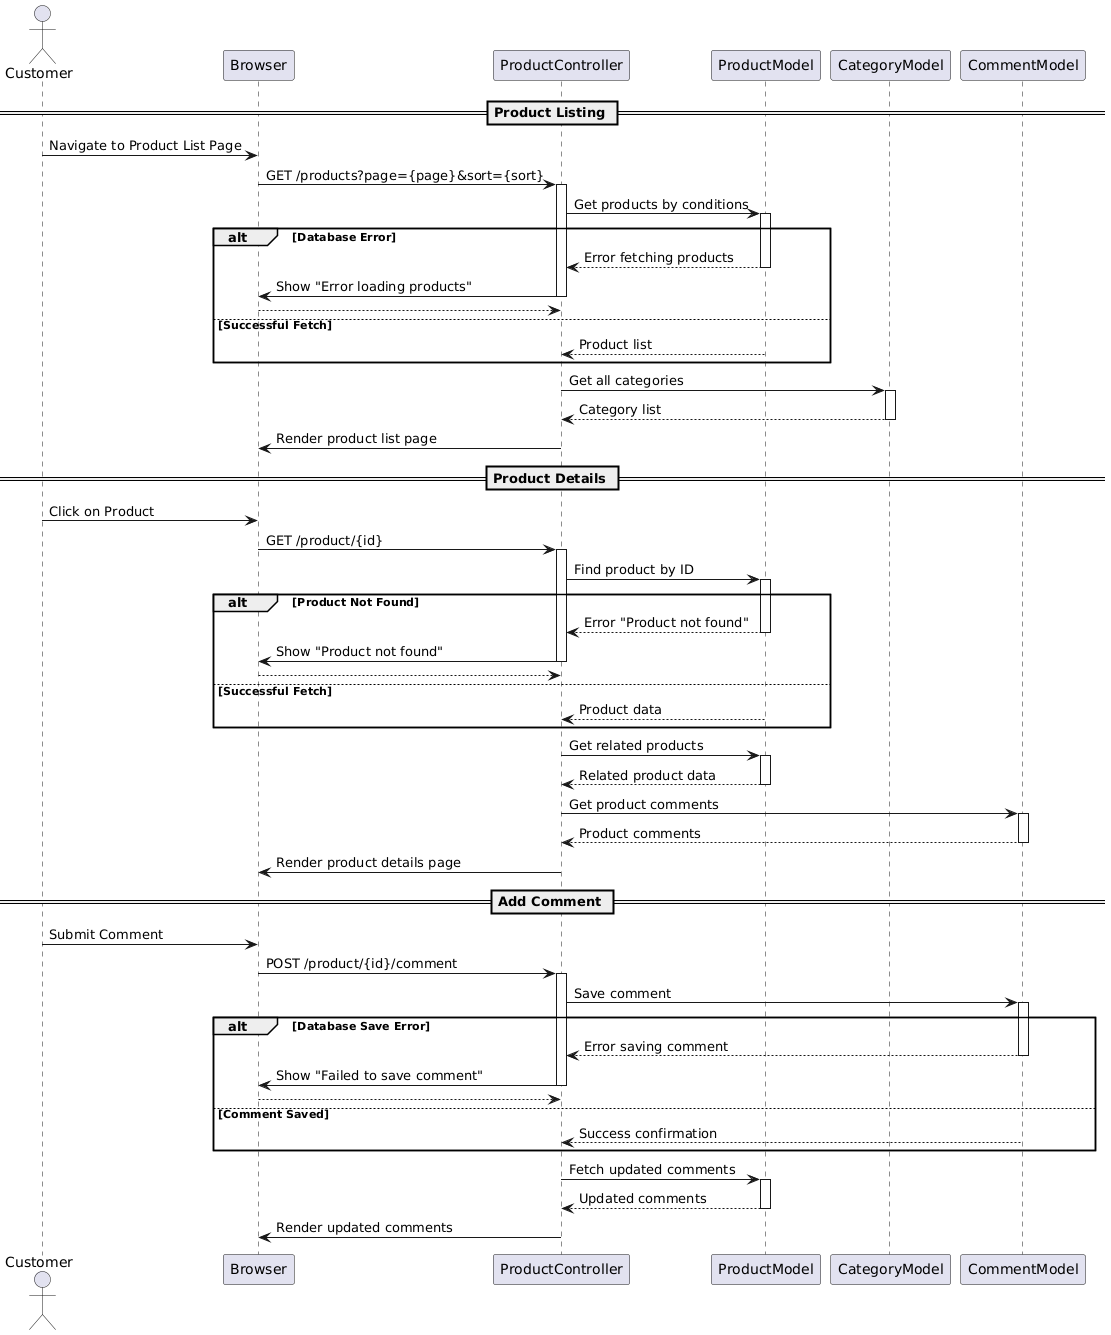 Customer
Browser
ProductController
ProductModel
CategoryModel
CommentModel
Product Listing
Navigate to Product List Page
GET /products?page={page}&sort={sort}
Get products by conditions
alt
[Database Error]
Error fetching products
Show "Error loading products"
[Successful Fetch]
Product list
Get all categories
Category list
Render product list page
Product Details
Click on Product
GET /product/{id}
Find product by ID
alt
[Product Not Found]
Error "Product not found"
Show "Product not found"
[Successful Fetch]
Product data
Get related products
Related product data
Get product comments
Product comments
Render product details page
Add Comment
Submit Comment
POST /product/{id}/comment
Save comment
alt
[Database Save Error]
Error saving comment
Show "Failed to save comment"
[Comment Saved]
Success confirmation
Fetch updated comments
Updated comments
Render updated comments
Customer
Browser
ProductController
ProductModel
CategoryModel
CommentModel